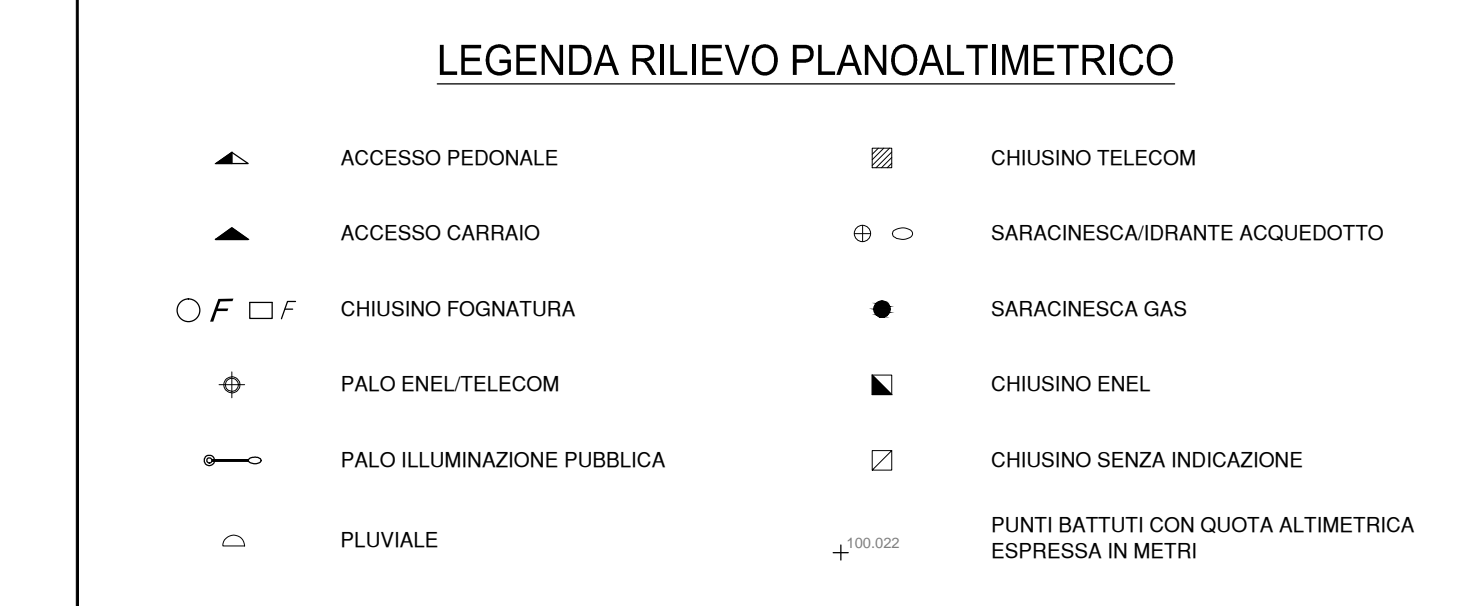 LEGENDA RILIEVO PLANOALTIMETRICO
ACCESSO PEDONALE
ACCESSO CARRAIO
F F CHIUSINO FOGNATURA
PALO ENEL/TELECOM
PALO ILLUMINAZIONE PUBBLICA
PLUVIALE
CHIUSINO TELECOM
SARACINESCA/IDRANTE ACQUEDOTTO
SARACINESCA GAS
CHIUSINO ENEL
CHIUSINO SENZA INDICAZIONE
100.022
PUNTI BATTUTI CON QUOTA ALTIMETRICA
ESPRESSA IN METRI